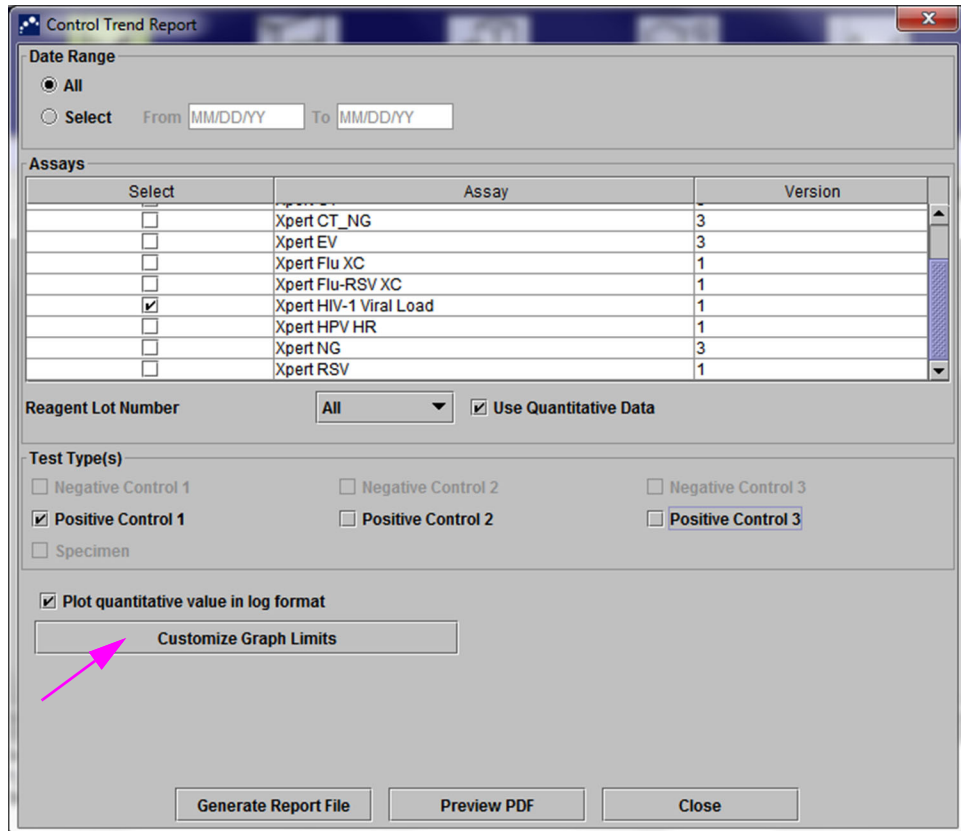 Control Trend Report
Date Range
All
Select From MM/DD/YY To MM/DD/YY
Assays
Select Assay Version
Xpert CT_NG 3
Xpert EV 3
Xpert Flu XC 1
Xpert Flu-RSV XC 1
Xpert HIV-1 Viral Load 1
Xpert HPV HR 1
Xpert NG 3
Xpert RSV 1
Reagent Lot Number All Use Quantitative Data
Test Type(s)
Negative Control 1 Negative Control 2 Negative Control 3
Positive Control 1 Positive Control 2 Positive Control 3
Specimen
Plot quantitative value in log format
Customize Graph Limits
Generate Report File Preview PDF Close